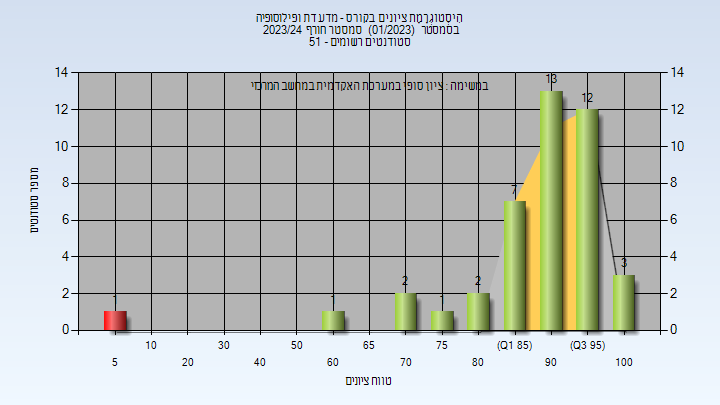 היסטוגרמת ציונים בקורס - מדע דת ופילוסופיה
בסמסטר (01/2023) סמסטר חורף 2023/24
סטודנטים רשומים - 51
במשימה : ציון סופי במערכת האקדמית במחשב המרכזי
מספר סטודנטים
14 14
12 12
10 10
8 8
6 6
4 4
2 2
0 0
1 1 2 1 2 7 13 12 3
10 30 50 65 75 (Q1 85) (Q3 95)
5 20 40 60 70 80 90 100
טווח ציונים